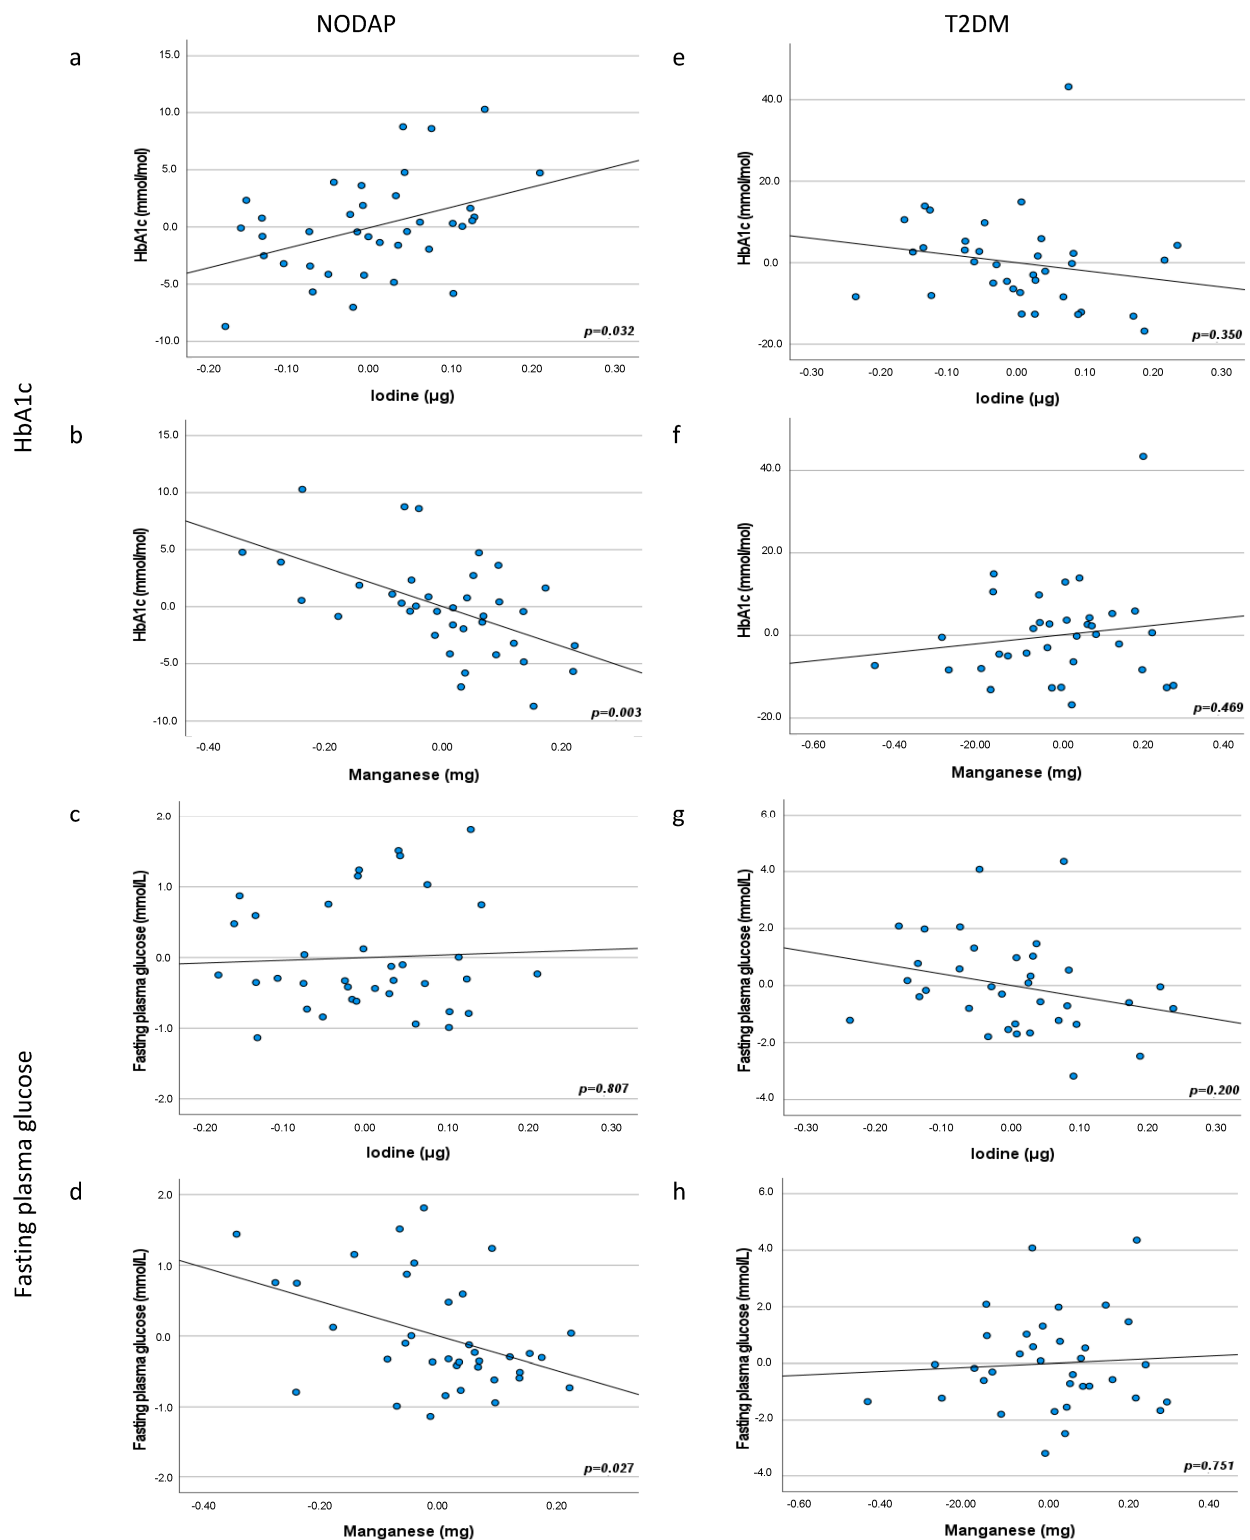 NODAP
T2DM
HbA1c
Fasting plasma glucose
a
HbA1c (mmol/mol)
15.0
10.0
5.0
0.0
-5.0
-10.0
p=0.032
-0.20 -0.10 0.00 0.10 0.20 0.30
Iodine (µg)
e
HbA1c (mmol/mol)
40.0
20.0
0.0
-20.0
p=0.350
-0.30 -0.20 -0.10 0.00 0.10 0.20 0.30
Iodine (µg)
b
HbA1c (mmol/mol)
15.0
10.0
5.0
0.0
-5.0
-10.0
p=0.003
-0.40 -0.20 0.00 0.20
Manganese (mg)
f
HbA1c (mmol/mol)
40.0
20.0
0.0
-20.0
p=0.469
-0.60 -0.40 -20.00 0.00 0.20 0.40
Manganese (mg)
c
Fasting plasma glucose (mmol/L)
2.0
1.0
0.0
-1.0
-2.0
p=0.807
-0.20 -0.10 0.00 0.10 0.20 0.30
Iodine (µg)
g
Fasting plasma glucose (mmol/L)
6.0
4.0
2.0
0.0
-2.0
-4.0
p=0.200
-0.30 -0.20 -0.10 0.00 0.10 0.20 0.30
Iodine (µg)
d
Fasting plasma glucose (mmol/L)
2.0
1.0
0.0
-1.0
-2.0
p=0.027
-0.40 -0.20 0.00 0.20
Manganese (mg)
h
Fasting plasma glucose (mmol/L)
6.0
4.0
2.0
0.0
-2.0
-4.0
p=0.751
-0.60 -0.40 -20.00 0.00 0.20 0.40
Manganese (mg)